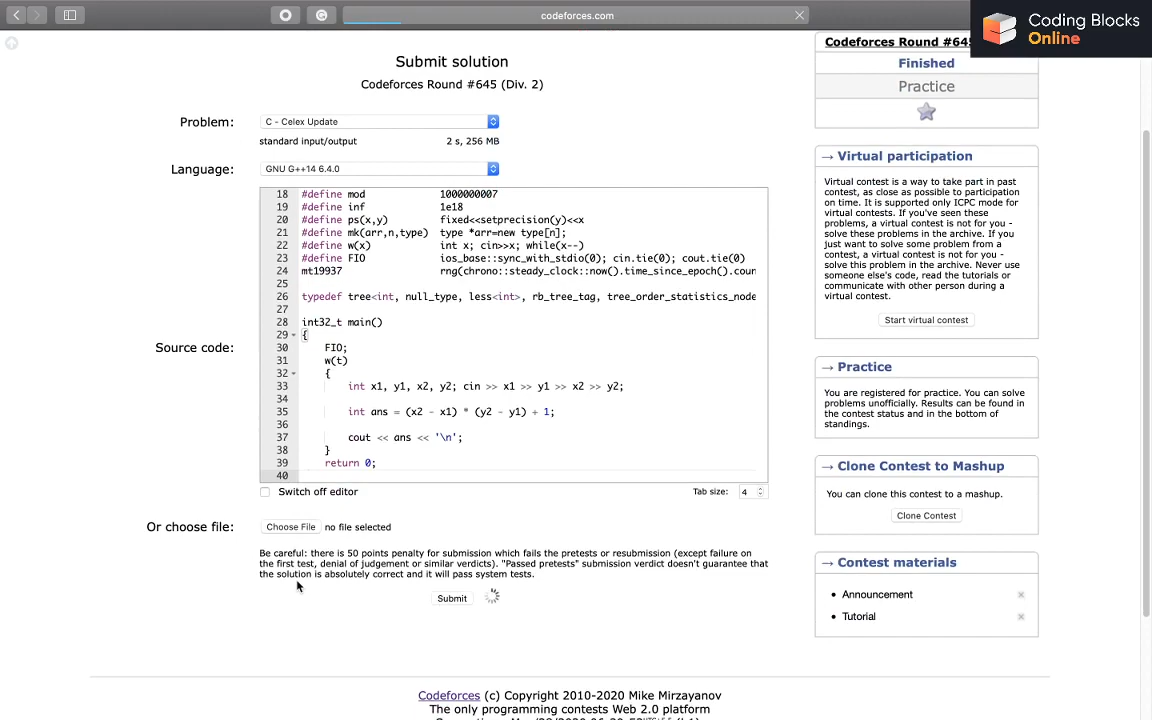 codeforces.com
Coding Blocks
Online
Submit solution
Codeforces Round #645 (Div. 2)
Problem:
C - Celex Update
standard input/output
2 s, 256 MB
Language:
GNU G++14 6.4.0
Source code:
18 #define mod 1000000007
19 #define inf 1e18
20 #define ps(x,y) fixed<<setprecision(y)<<x
21 #define mk(arr,n,type) type *arr=new type[n];
22 #define w(x) int x; cin>>x; while(x--)
23 #define FIO ios_base::sync_with_stdio(0); cin.tie(0); cout.tie(0)
24 mt19937 rng(chrono::steady_clock::now().time_since_epoch().coun
25
26 typedef tree<int, null_type, less<int>, rb_tree_tag, tree_order_statistics_node
27
28 int32_t main()
29 {
30 FIO;
31 w(t)
32 {
33 int x1, y1, x2, y2; cin >> x1 >> y1 >> x2 >> y2;
34
35 int ans = (x2 - x1) * (y2 - y1) + 1;
36
37 cout << ans << '\n';
38 }
39 return 0;
40
Switch off editor
Tab size:
4
Or choose file:
Choose File
no file selected
Be careful: there is 50 points penalty for submission which fails the pretests or resubmission (except failure on
the first test, denial of judgement or similar verdicts). "Passed pretests" submission verdict doesn't guarantee that
the solution is absolutely correct and it will pass system tests.
Submit
Codeforces Round #645
Finished
Practice
→ Virtual participation
Virtual contest is a way to take part in past
contest, as close as possible to participation
on time. It is supported only ICPC mode for
virtual contests. If you've seen these
problems, a virtual contest is not for you -
solve these problems in the archive. If you
just want to solve some problem from a
contest, a virtual contest is not for you -
solve this problem in the archive. Never use
someone else's code, read the tutorials or
communicate with other person during a
virtual contest.
Start virtual contest
→ Practice
You are registered for practice. You can solve
problems unofficially. Results can be found in
the contest status and in the bottom of
standings.
→ Clone Contest to Mashup
You can clone this contest to a mashup.
Clone Contest
→ Contest materials
Announcement
Tutorial
Codeforces (c) Copyright 2010-2020 Mike Mirzayanov
The only programming contests Web 2.0 platform